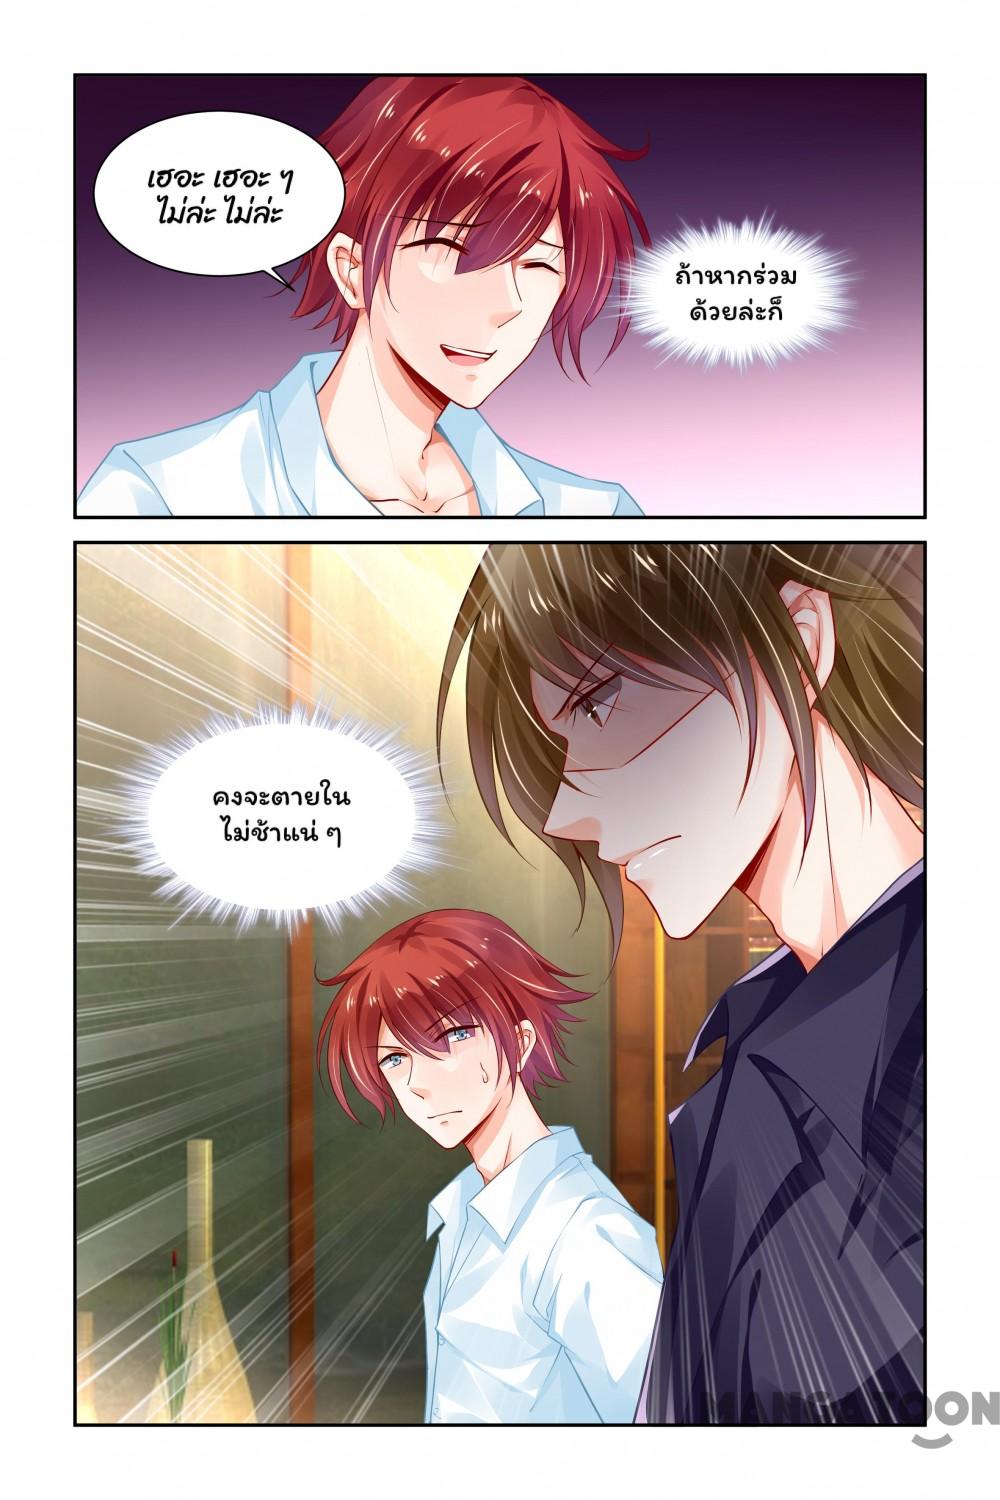 เฮอะ เฮอะ ๆ
ไม่ล่ะ ไม่ล่ะ
ถ้าหากร่วม
ด้วยล่ะก็
คงจะตายใน
ไม่ช้าแน่ ๆ
MANGATOON